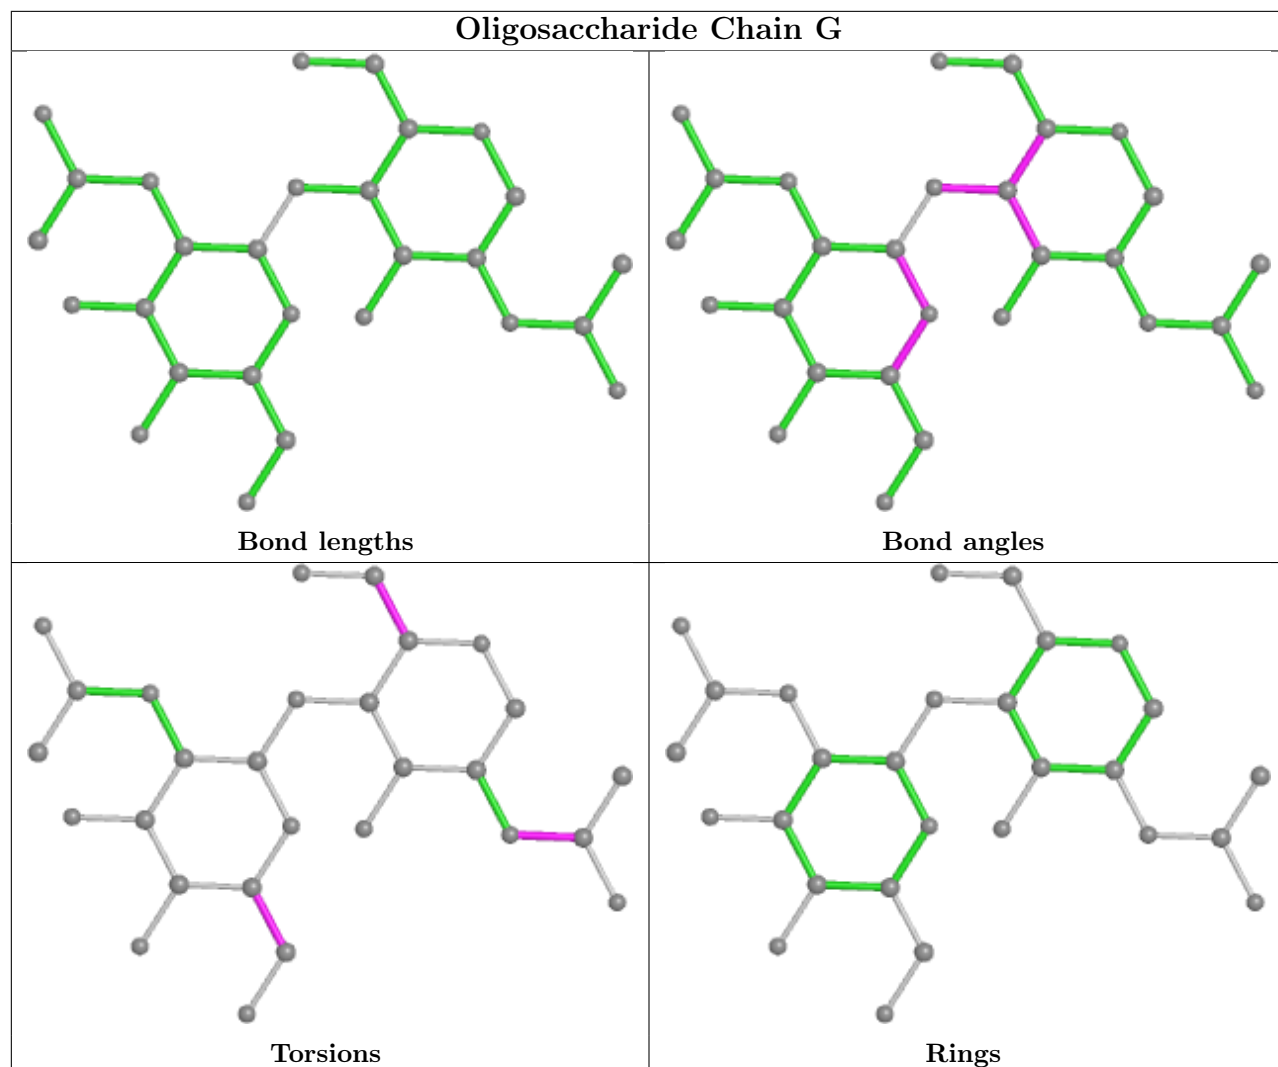 Oligosaccharide Chain G
Bond lengths
Bond angles
Torsions
Rings